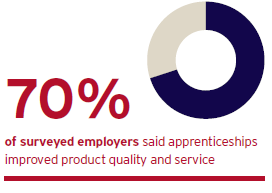 70%
of surveyed employers said apprenticeships
improved product quality and service